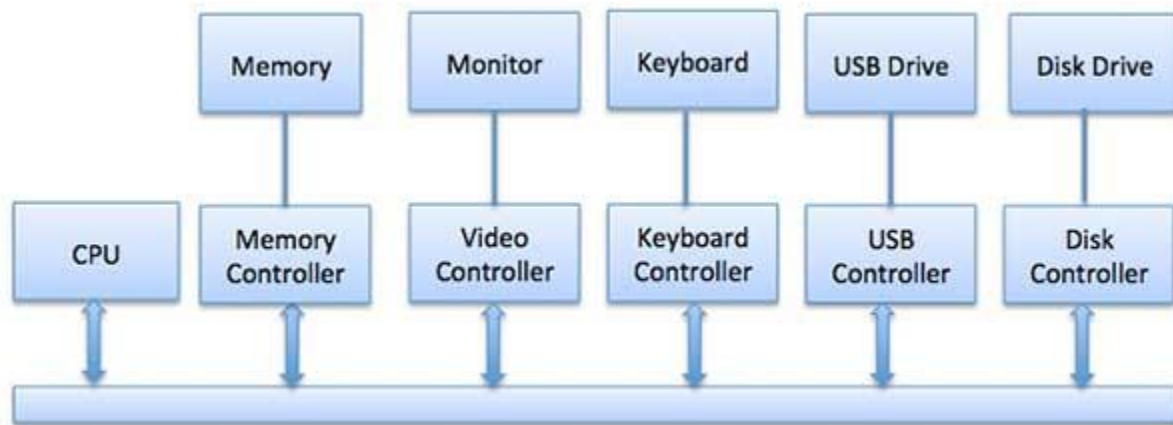 Memory
Monitor
Keyboard
USB Drive
Disk Drive
CPU
Memory
Controller
Video
Controller
Keyboard
Controller
USB
Controller
Disk
Controller